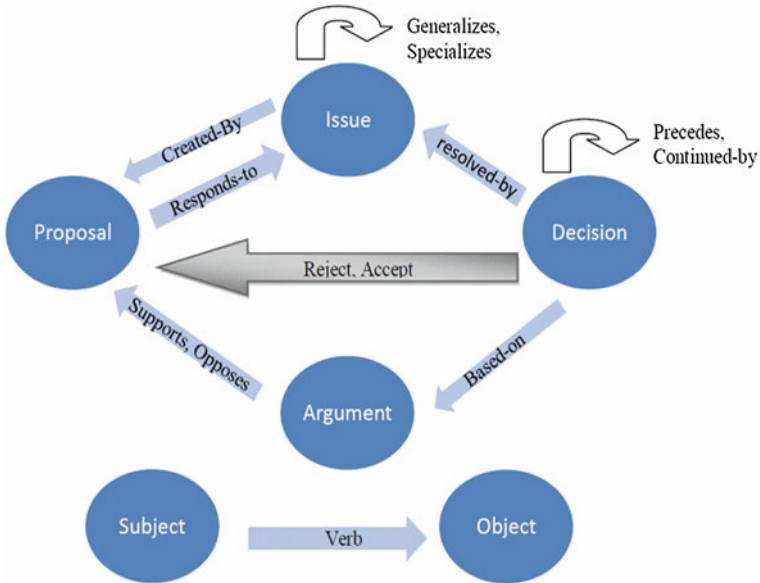 Generalizes,
Specializes
Issue
Created-By
Responds-to
resolved-by
Precedes,
Continued-by
Proposal
Decision
Reject, Accept
Supports, Opposes
Based-on
Argument
Subject
Verb
Object